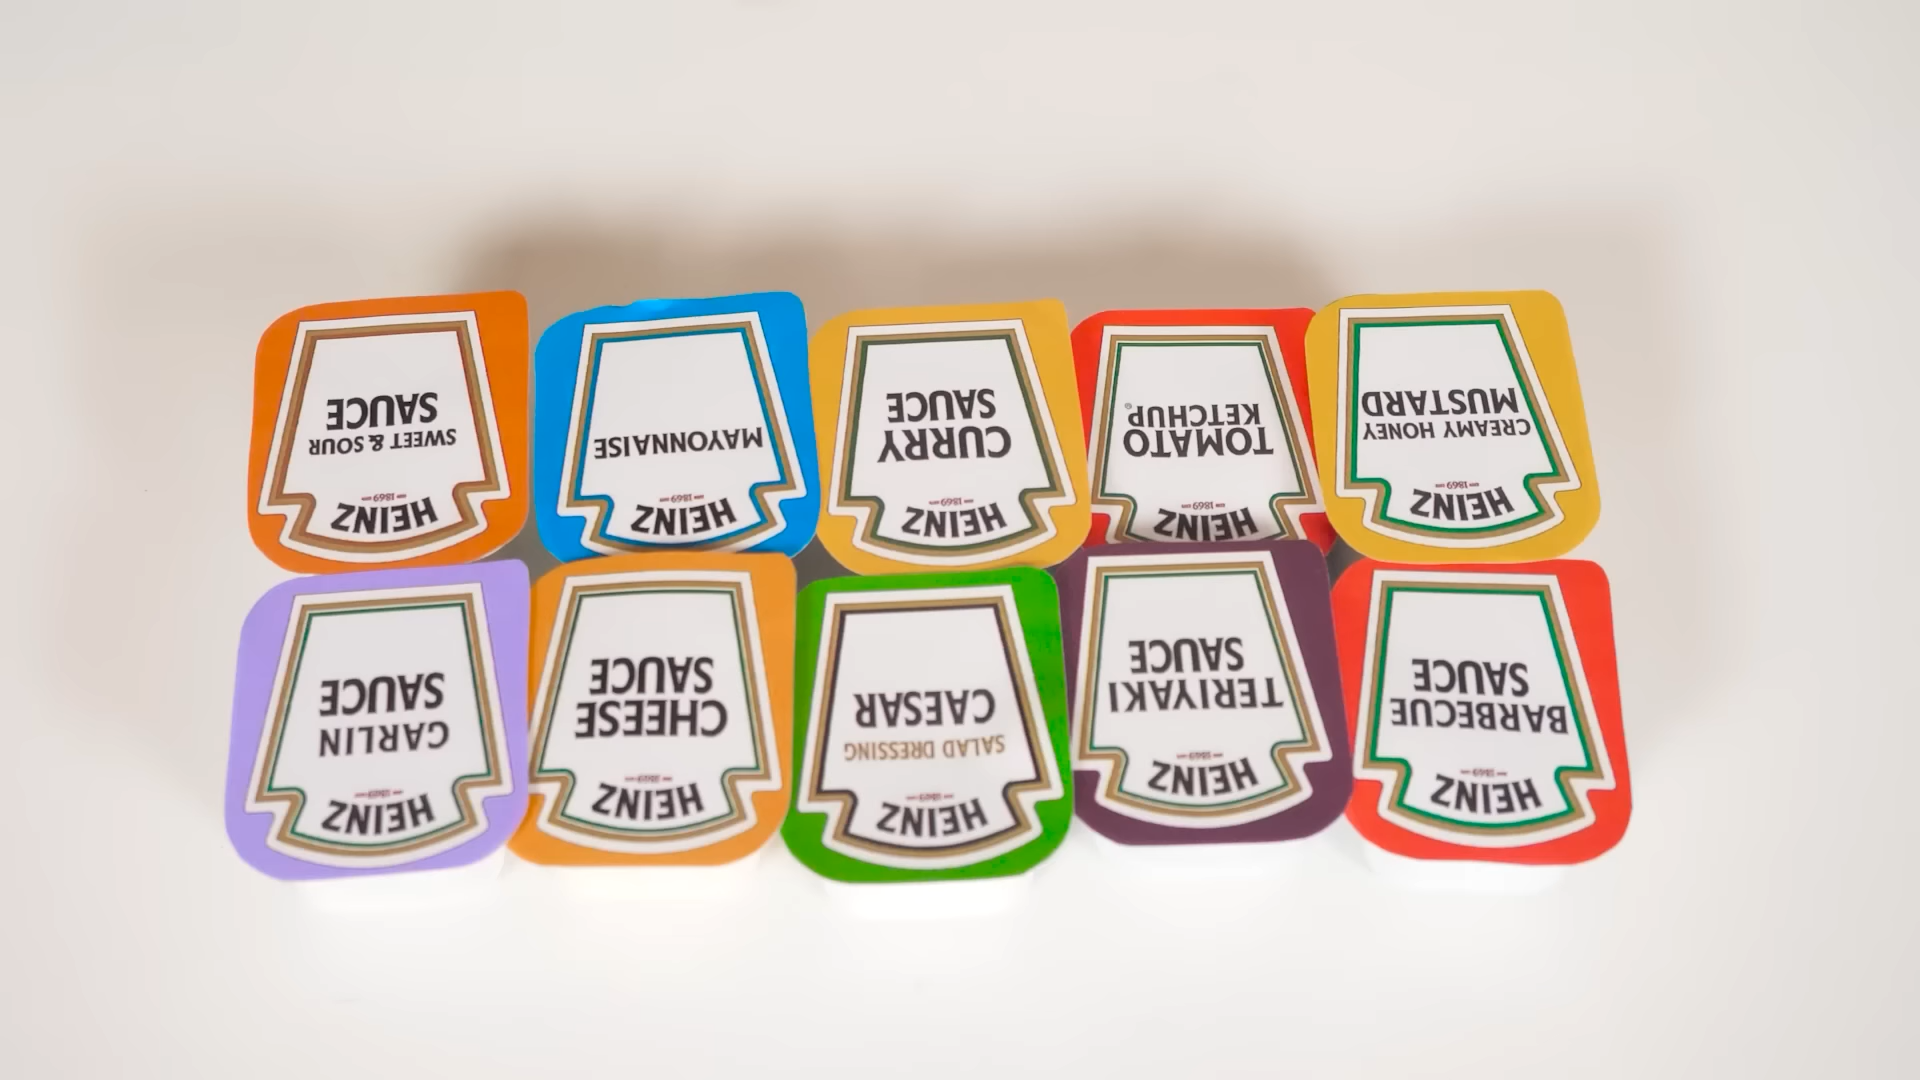 HEINZ
1869
BARBECUE
SAUCE
HEINZ
1869
TERIYAKI
SAUCE
HEINZ
1869
SALAD DRESSING
CAESAR
HEINZ
1869
CHEESE
SAUCE
HEINZ
1869
GARLIN
SAUCE
HEINZ
1869
CREAMY HONEY
MUSTARD
HEINZ
1869
TOMATO
KETCHUP®
HEINZ
1869
CURRY
SAUCE
HEINZ
1869
MAYONNAISE
HEINZ
1869
SWEET & SOUR
SAUCE